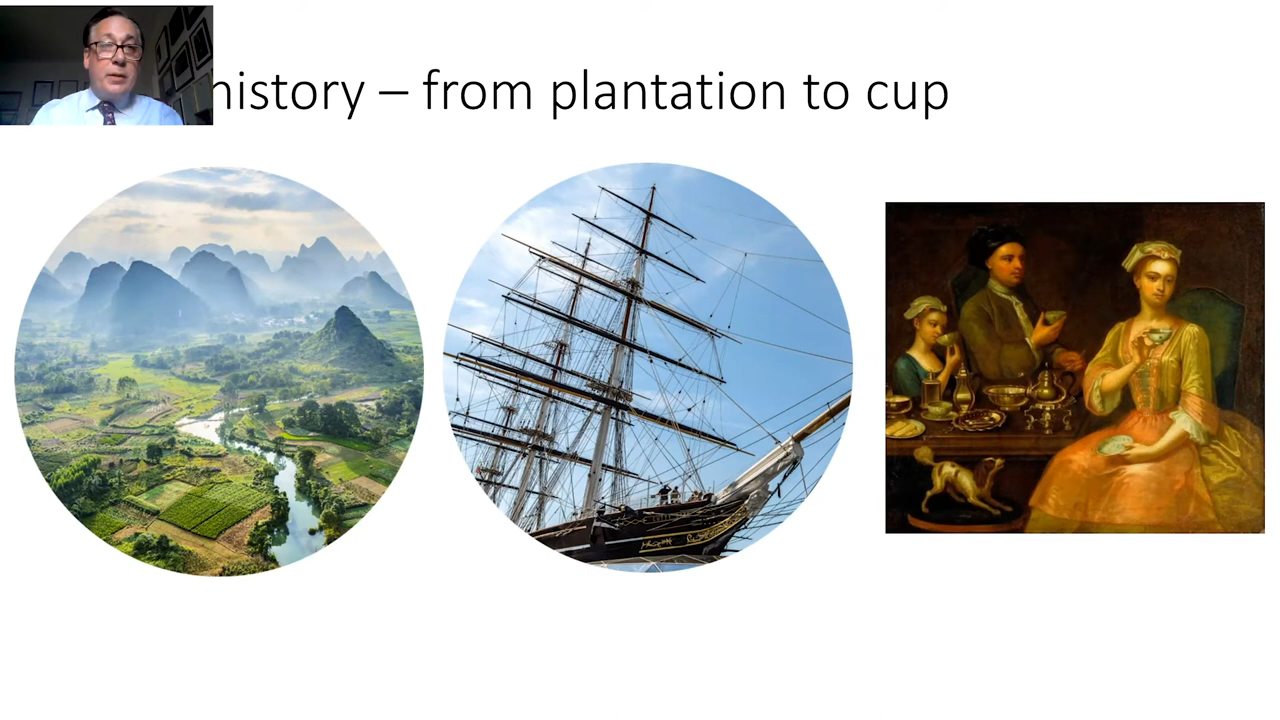 history – from plantation to cup